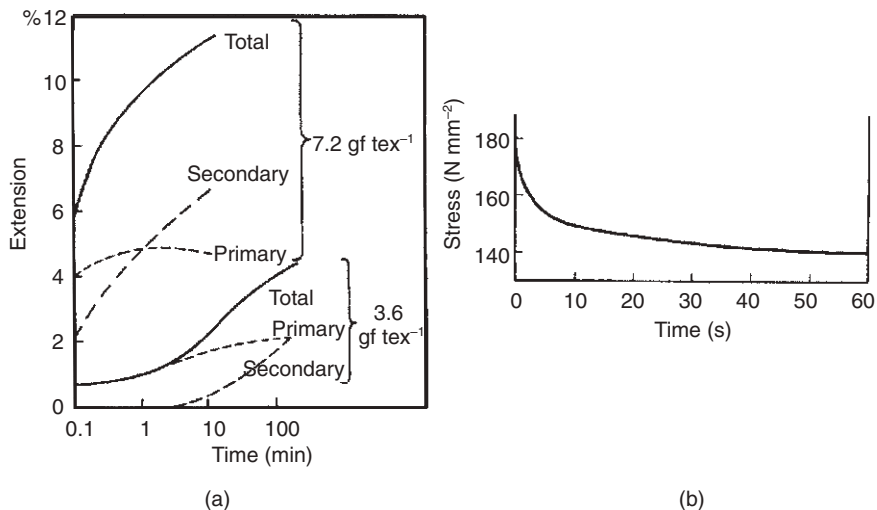 %12
10
8
6
4
2
0
Extension
0.1 1 10 100
Time (min)
Total
7.2 gf tex⁻¹
Secondary
Primary
Total
3.6
gf tex⁻¹
Primary
Secondary
(a)
180
160
140
Stress (N mm⁻²)
0 10 20 30 40 50 60
Time (s)
(b)